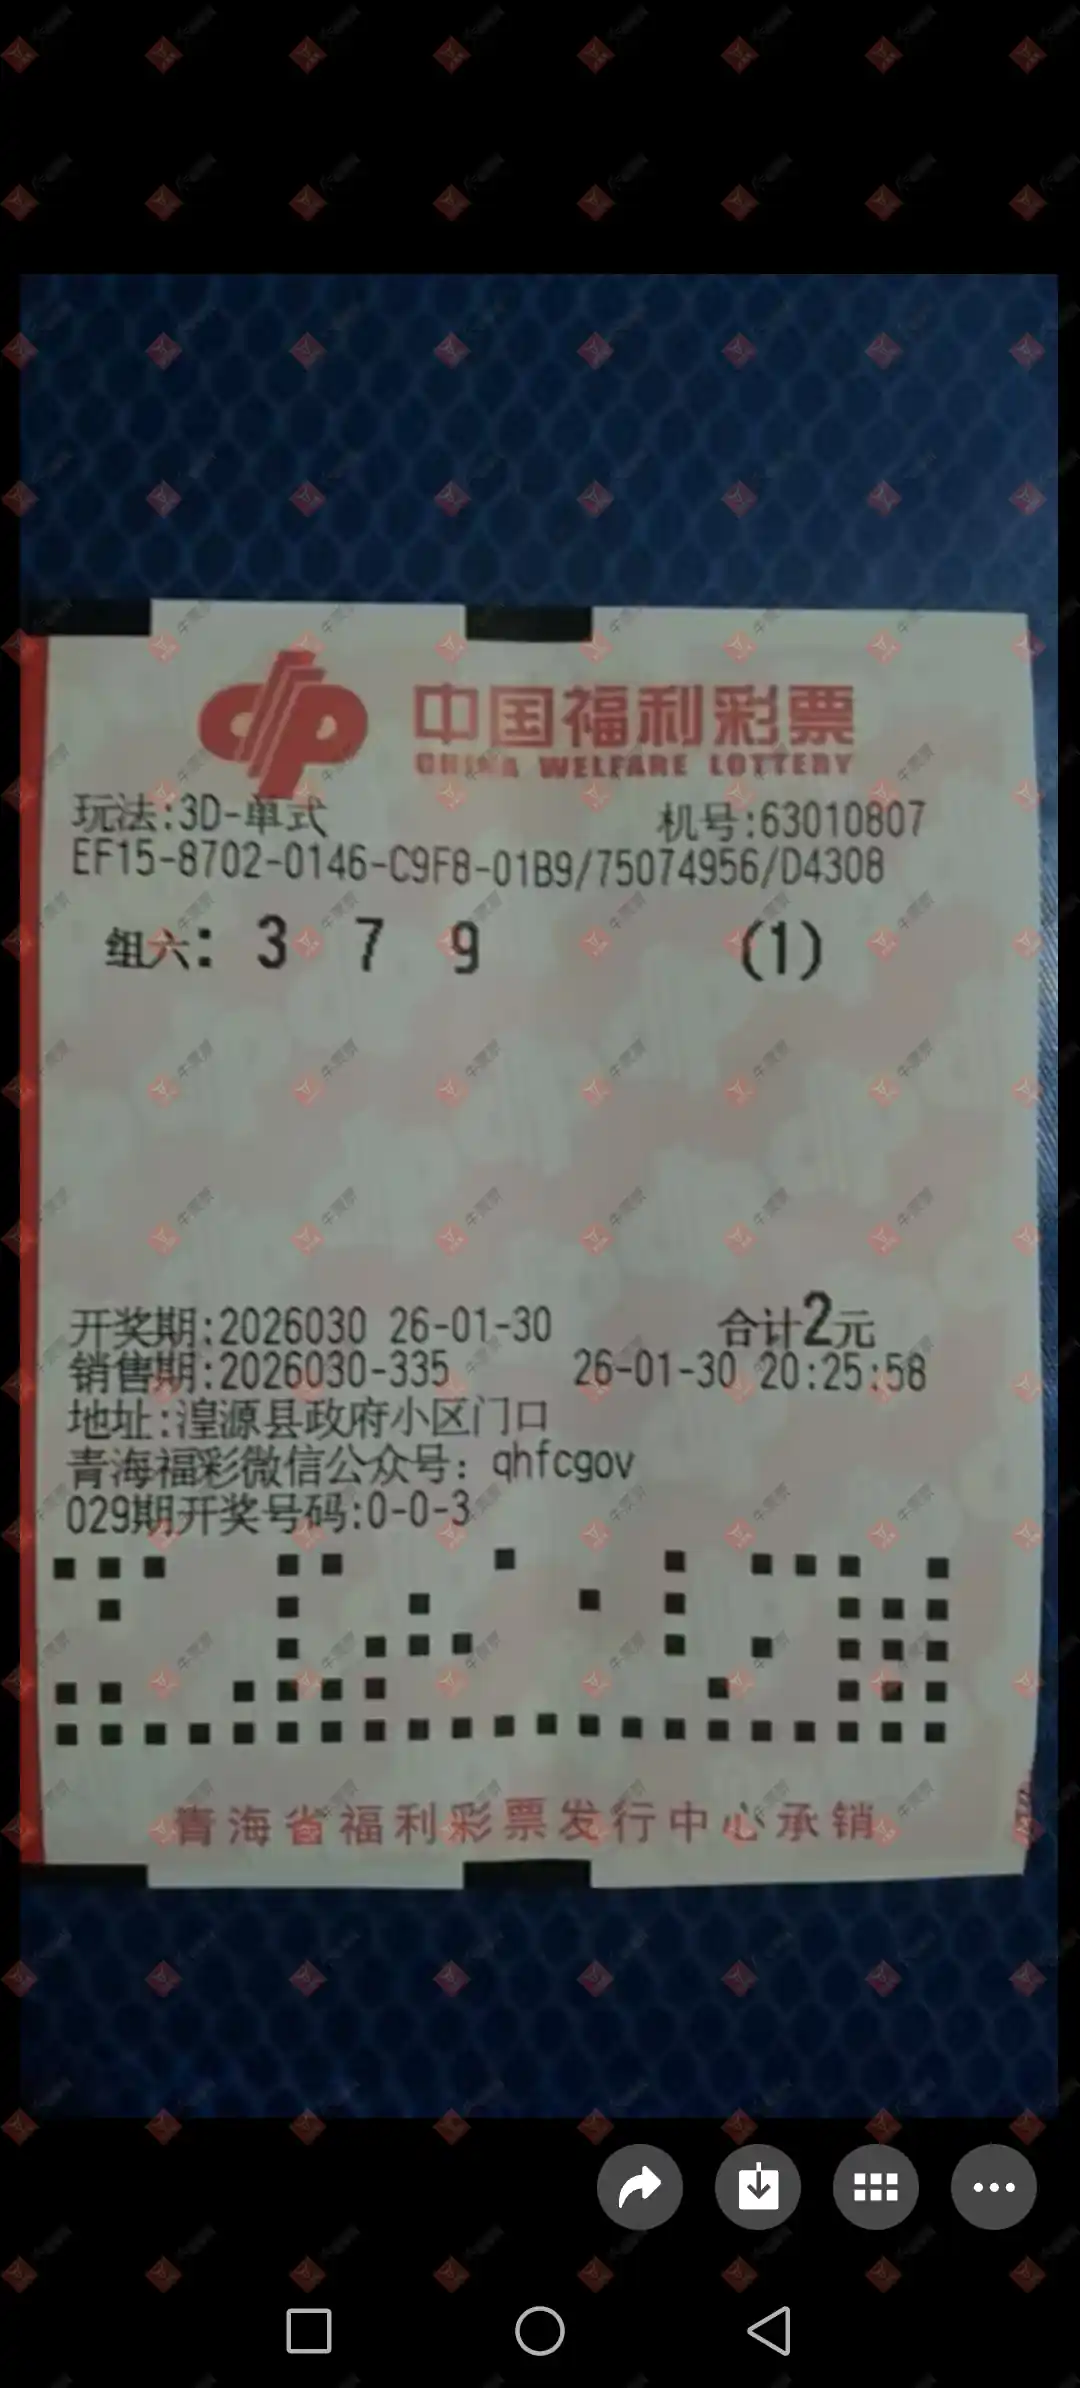 中国福利彩票
CHINA WELFARE LOTTERY
玩法:3D-单式 机号:63010807
EF15-8702-0146-C9F8-01B9/75074956/D4308
组六: 3 7 9 (1)
开奖期:2026030 26-01-30 合计2元
销售期:2026030-335 26-01-30 20:25:58
地址:湟源县政府小区门口
青海福彩微信公众号: qhfcgov
029期开奖号码:0-0-3
青海省福利彩票发行中心承销